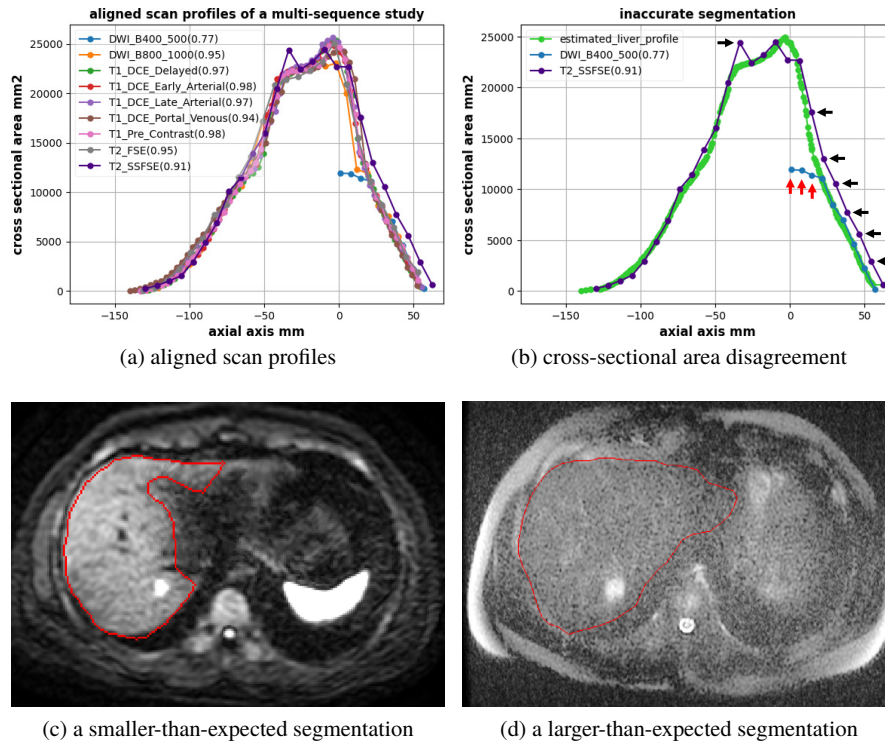 aligned scan profiles of a multi-sequence study
cross sectional area mm2
25000
20000
15000
10000
5000
0
DWI_B400_500(0.77)
DWI_B800_1000(0.95)
T1_DCE_Delayed(0.97)
T1_DCE_Early_Arterial(0.98)
T1_DCE_Late_Arterial(0.97)
T1_DCE_Portal_Venous(0.94)
T1_Pre_Contrast(0.98)
T2_FSE(0.95)
T2_SSFSE(0.91)
−150 −100 −50 0 50
axial axis mm
(a) aligned scan profiles
inaccurate segmentation
cross sectional area mm2
25000
20000
15000
10000
5000
0
estimated_liver_profile
DWI_B400_500(0.77)
T2_SSFSE(0.91)
−150 −100 −50 0 50
axial axis mm
(b) cross-sectional area disagreement
(c) a smaller-than-expected segmentation
(d) a larger-than-expected segmentation